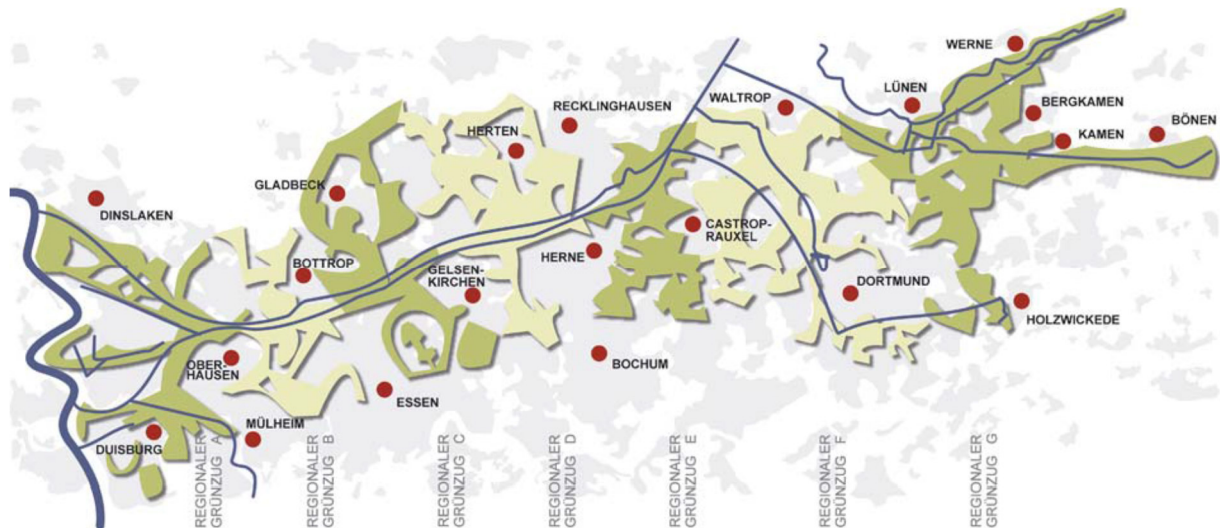 WERNE
LÜNEN
WALTROP
RECKLINGHAUSEN
BERGKAMEN
BÖNEN
KAMEN
HERTEN
GLADBECK
DINSLAKEN
CASTROP-
RAUXEL
HERNE
BOTTROP
GELSEN-
KIRCHEN
DORTMUND
HOLZWICKEDE
BOCHUM
OBER-
HAUSEN
ESSEN
MÜLHEIM
DUISBURG
REGIONALER
GRÜNZUG A
REGIONALER
GRÜNZUG B
REGIONALER
GRÜNZUG C
REGIONALER
GRÜNZUG D
REGIONALER
GRÜNZUG E
REGIONALER
GRÜNZUG F
REGIONALER
GRÜNZUG G